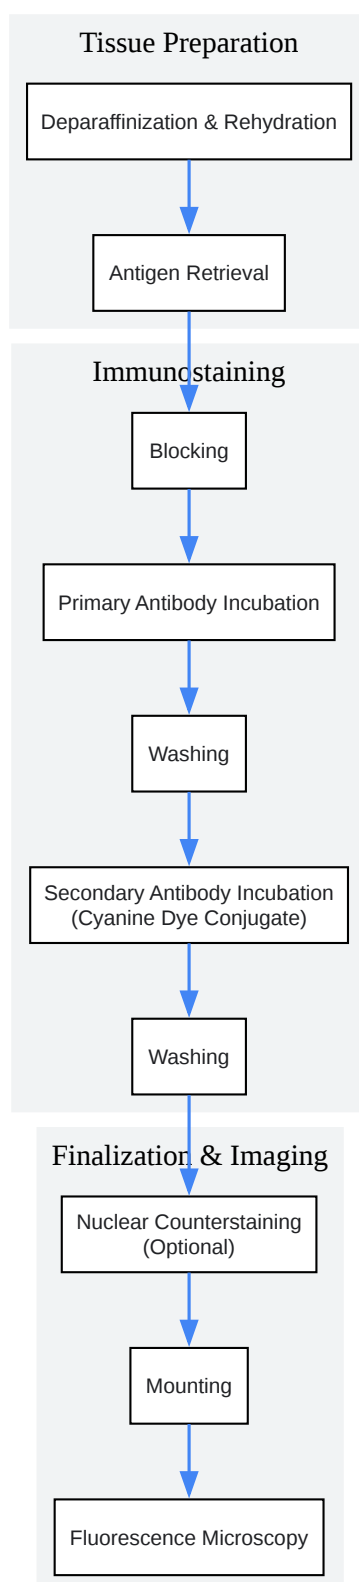 Tissue Preparation
Deparaffinization & Rehydration
Antigen Retrieval
Immunostaining
Blocking
Primary Antibody Incubation
Washing
Secondary Antibody Incubation
(Cyanine Dye Conjugate)
Washing
Finalization & Imaging
Nuclear Counterstaining
(Optional)
Mounting
Fluorescence Microscopy